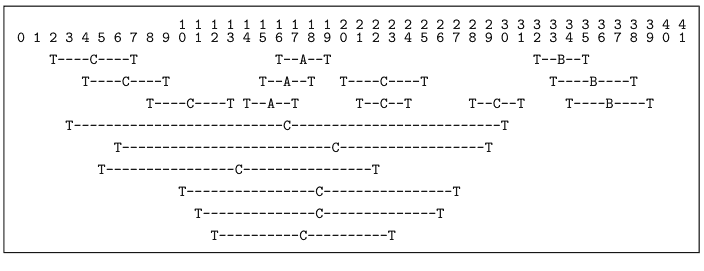 1 1 1 1 1 1 1 1 1 1 2 2 2 2 2 2 2 2 2 2 3 3 3 3 3 3 3 3 3 3 4 4
0 1 2 3 4 5 6 7 8 9 0 1 2 3 4 5 6 7 8 9 0 1 2 3 4 5 6 7 8 9 0 1 2 3 4 5 6 7 8 9 0 1
T----C----T T--A--T T--B--T
T----C----T T--A--T T----C----T T----B----T
T----C----T T--A--T T--C--T T--C--T T----B----T
T--------------------------C--------------------------T
T--------------------------C------------------T
T----------------C----------------T
T----------------C----------------T
T--------------C--------------T
T----------C----------T